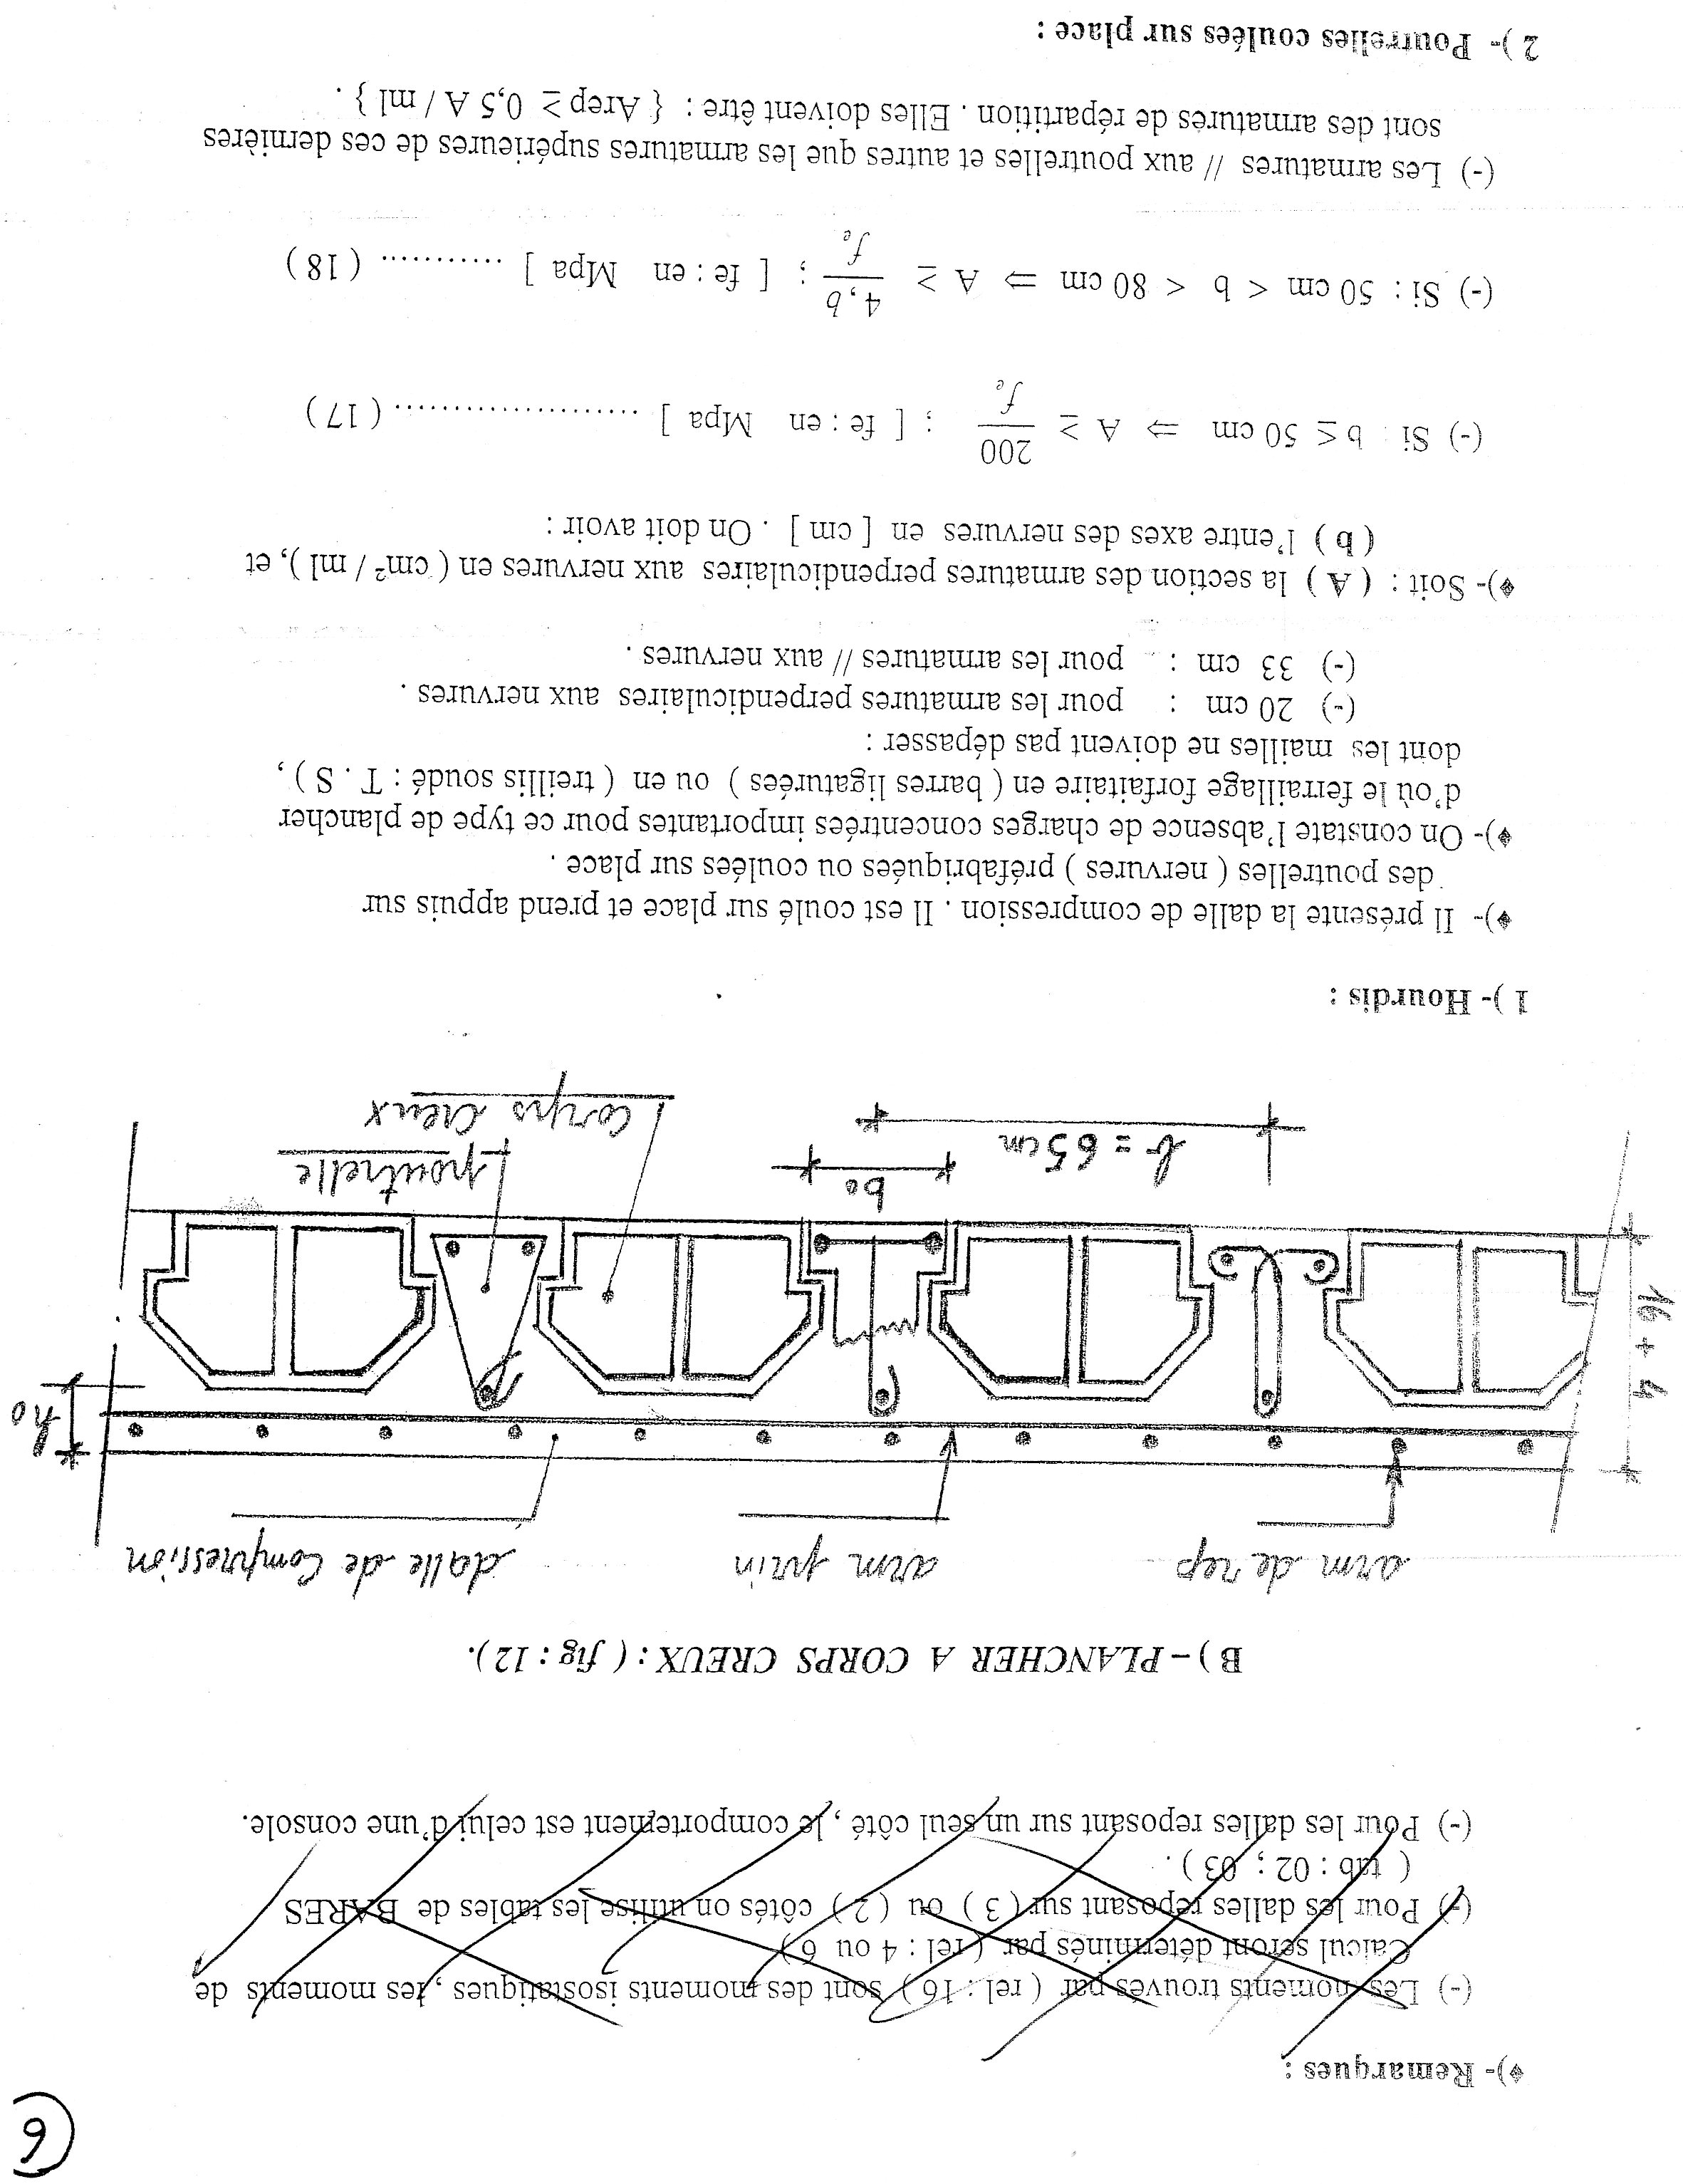 6
♦)- Remarques :
(-) Les moments trouvés par ( rel : 16 ) sont des moments isostatiques , les moments de
Calcul seront déterminés par ( rel : 4 ou 6 )
(-) Pour les dalles reposant sur ( 3 ) ou ( 2 ) côtés on utilise les tables de BARES
( tab : 02 ; 03 ) .
(-) Pour les dalles reposant sur un seul côté , le comportement est celui d'une console.
B ) – PLANCHER A CORPS CREUX : ( fig : 12 ).
arm de rep
arm prin
dalle de compression
16 + 4
h0
b = 65 cm
b0
poutrelle
corps creux
1 )- Hourdis :
♦)- Il présente la dalle de compression . Il est coulé sur place et prend appuis sur
des poutrelles ( nervures ) préfabriquées ou coulées sur place .
♦)- On constate l'absence de charges concentrées importantes pour ce type de plancher
d'où le ferraillage forfaitaire en ( barres ligaturées ) ou en ( treillis soudé : T . S ) ,
dont les mailles ne doivent pas dépasser :
(-) 20 cm : pour les armatures perpendiculaires aux nervures .
(-) 33 cm : pour les armatures // aux nervures .
♦)- Soit : ( A ) la section des armatures perpendiculaires aux nervures en ( cm² / ml ), et
( b ) l'entre axes des nervures en [ cm ] . On doit avoir :
(-) Si : b ≤ 50 cm ⇒ A ≥ 200 / fe ; [ fe : en Mpa ] ...................... ( 17 )
(-) Si : 50 cm < b < 80 cm ⇒ A ≥ 4 , b / fe ; [ fe : en Mpa ] ............ ( 18 )
(-) Les armatures // aux poutrelles et autres que les armatures supérieures de ces dernières
sont des armatures de répartition . Elles doivent être : { Arep ≥ 0,5 A / ml } .
2 )- Poutrelles coulées sur place :